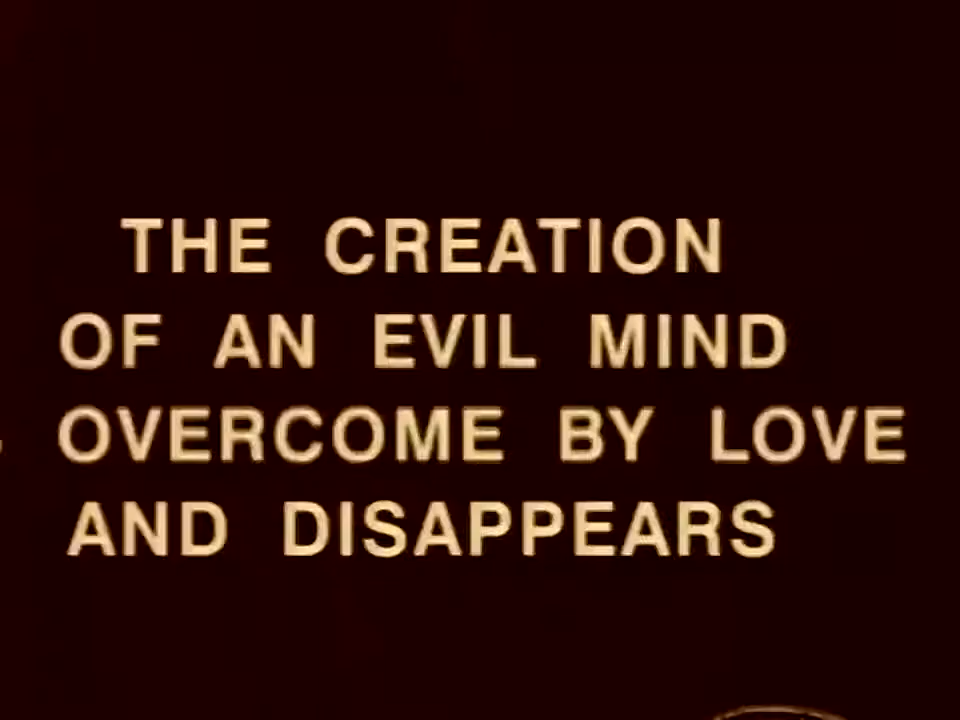 THE CREATION
OF AN EVIL MIND
OVERCOME BY LOVE
AND DISAPPEARS